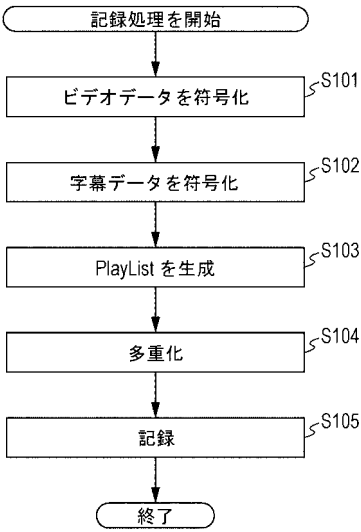 記録処理を開始
S101
ビデオデータを符号化
S102
字幕データを符号化
S103
PlayList を生成
S104
多重化
S105
記録
終了